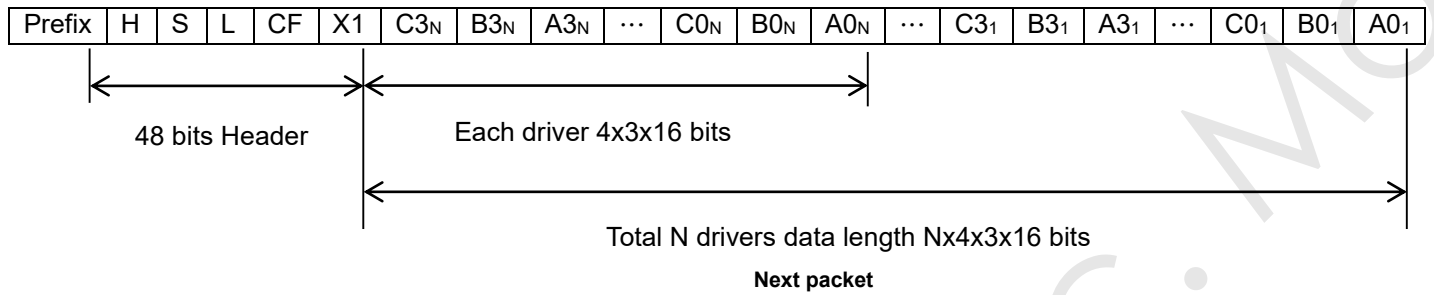 Prefix H S L CF X1 C3N B3N A3N ⋯ C0N B0N A0N ⋯ C31 B31 A31 ⋯ C01 B01 A01
48 bits Header Each driver 4x3x16 bits
Total N drivers data length Nx4x3x16 bits
Next packet